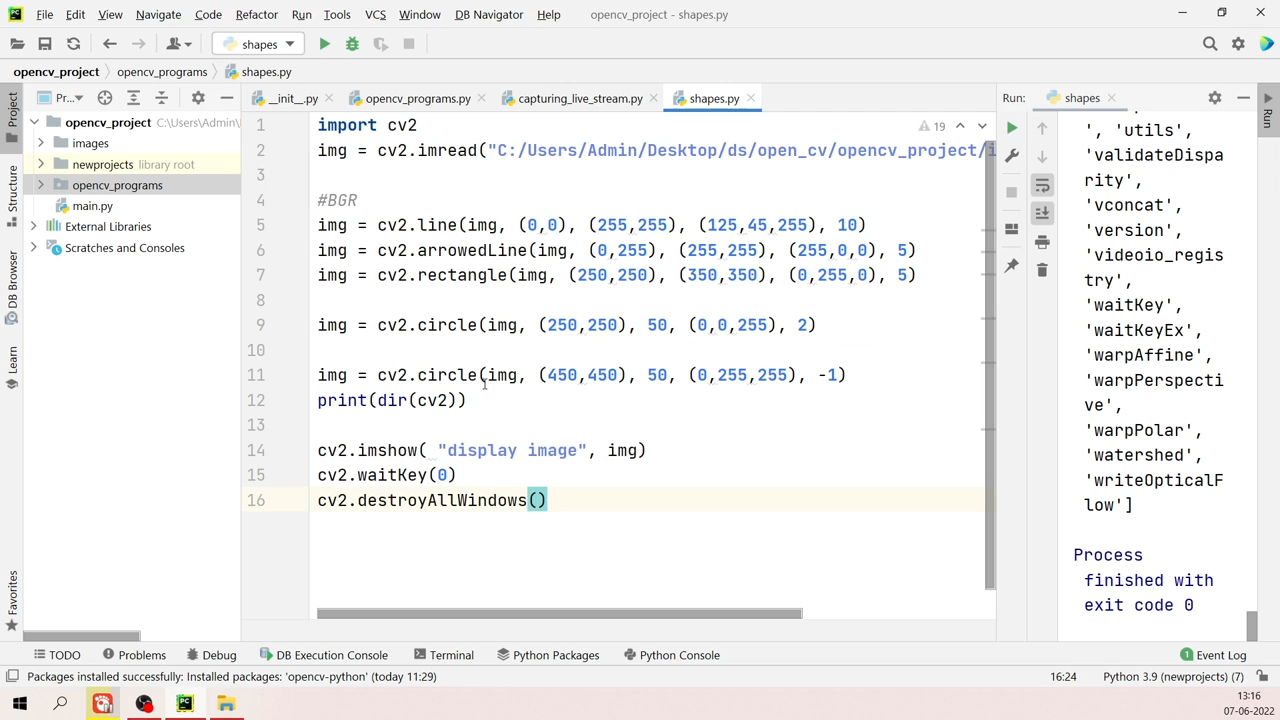 File Edit View Navigate Code Refactor Run Tools VCS Window DB Navigator Help opencv_project - shapes.py
shapes
opencv_project opencv_programs shapes.py
Pr... __init__.py opencv_programs.py capturing_live_stream.py shapes.py Run: shapes
Project
Structure
DB Browser
Learn
Favorites
opencv_project C:\Users\Admin\
images
newprojects library root
opencv_programs
main.py
External Libraries
Scratches and Consoles
19
1 import cv2
2 img = cv2.imread("C:/Users/Admin/Desktop/ds/open_cv/opencv_project/i
3
4 #BGR
5 img = cv2.line(img, (0,0), (255,255), (125,45,255), 10)
6 img = cv2.arrowedLine(img, (0,255), (255,255), (255,0,0), 5)
7 img = cv2.rectangle(img, (250,250), (350,350), (0,255,0), 5)
8
9 img = cv2.circle(img, (250,250), 50, (0,0,255), 2)
10
11 img = cv2.circle(img, (450,450), 50, (0,255,255), -1)
12 print(dir(cv2))
13
14 cv2.imshow( "display image", img)
15 cv2.waitKey(0)
16 cv2.destroyAllWindows()
', 'utils',
'validateDispa
rity',
'vconcat',
'version',
'videoio_regis
try',
'waitKey',
'waitKeyEx',
'warpAffine',
'warpPerspecti
ve',
'warpPolar',
'watershed',
'writeOpticalF
low']
Process
finished with
exit code 0
Run
TODO Problems Debug DB Execution Console Terminal Python Packages Python Console 1 Event Log
Packages installed successfully: Installed packages: 'opencv-python' (today 11:29) 16:24 Python 3.9 (newprojects) (7)
13:16
07-06-2022